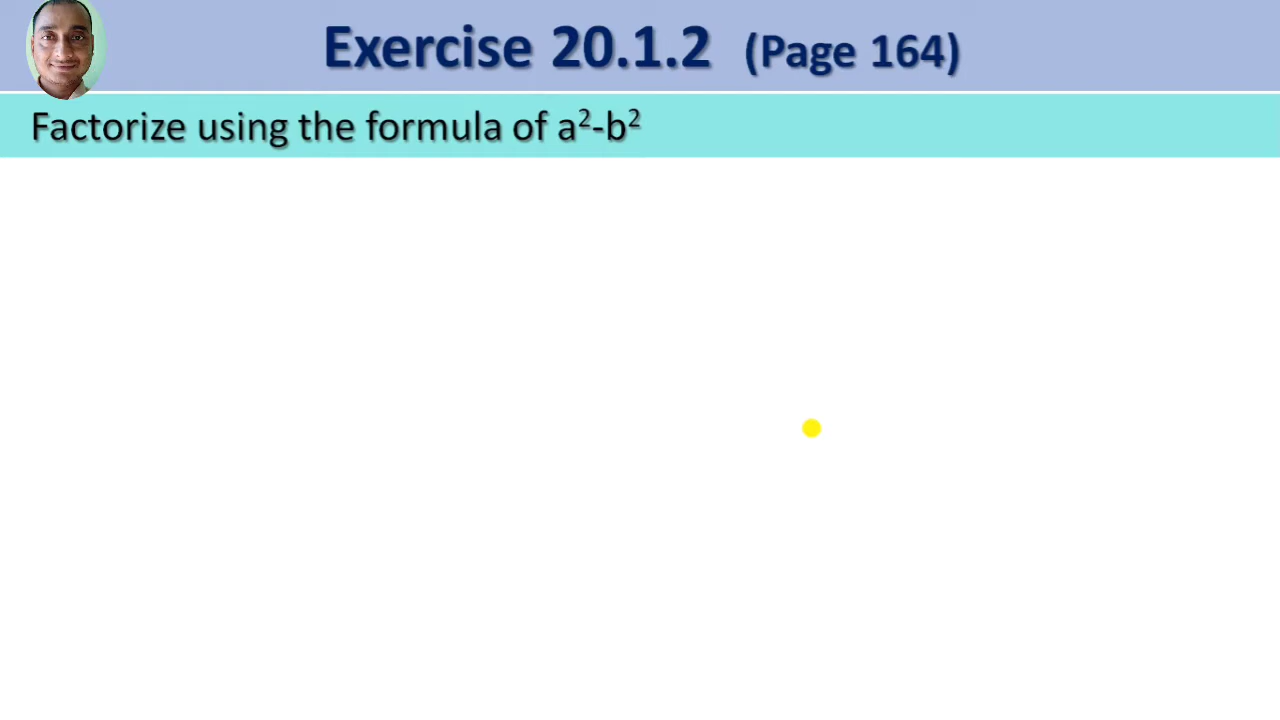 Exercise 20.1.2 (Page 164)
Factorize using the formula of a²-b²